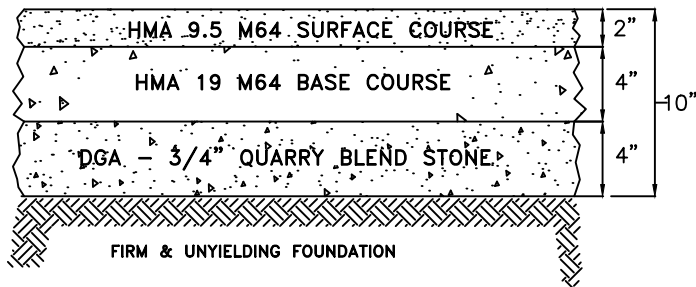 HMA 9.5 M64 SURFACE COURSE 2"
HMA 19 M64 BASE COURSE 4"
10"
DGA - 3/4" QUARRY BLEND STONE 4"
FIRM & UNYIELDING FOUNDATION